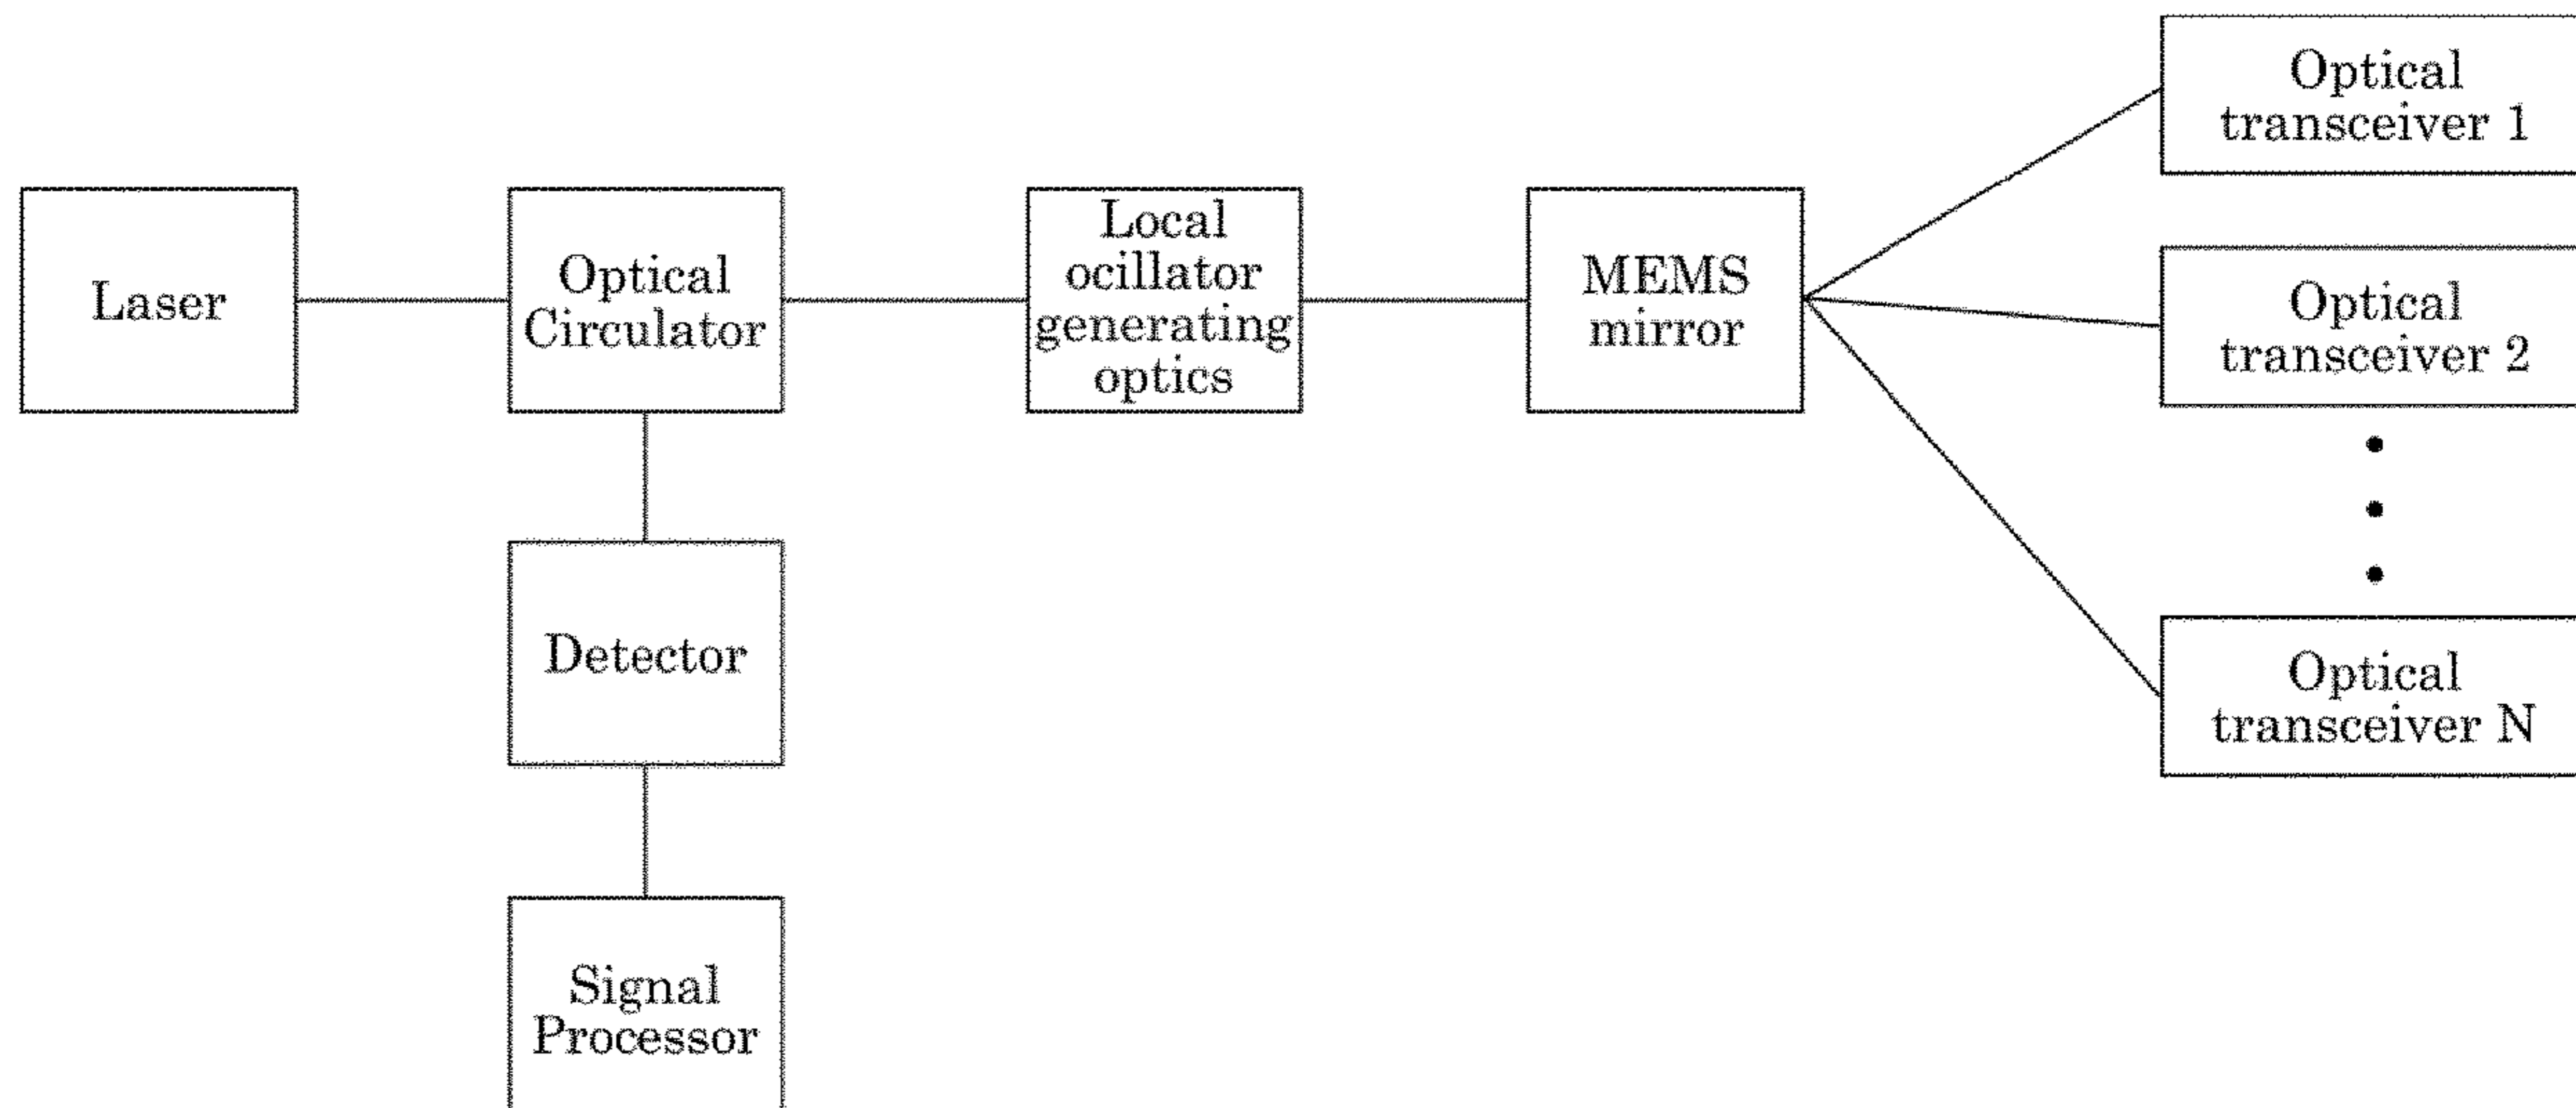 Laser
Optical
Circulator
Local
ocillator
generating
optics
MEMS
mirror
Optical
transceiver 1
Optical
transceiver 2
Optical
transceiver N
Detector
Signal
Processor